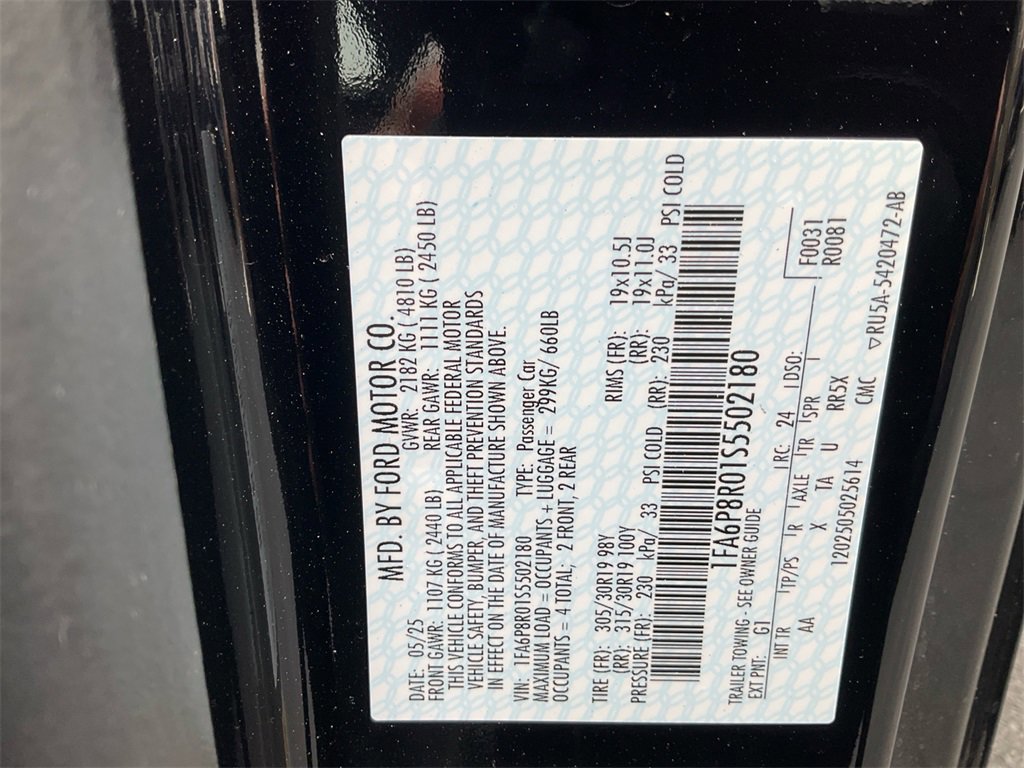 MFD. BY FORD MOTOR CO.
DATE: 05/25 GVWR: 2182 KG ( 4810 LB)
FRONT GAWR: 1107 KG ( 2440 LB) REAR GAWR: 1111 KG ( 2450 LB)
THIS VEHICLE CONFORMS TO ALL APPLICABLE FEDERAL MOTOR
VEHICLE SAFETY, BUMPER, AND THEFT PREVENTION STANDARDS
IN EFFECT ON THE DATE OF MANUFACTURE SHOWN ABOVE.
VIN: 1FA6P8R01S5502180 TYPE: Passenger Car
MAXIMUM LOAD = OCCUPANTS + LUGGAGE = 299KG/ 660LB
OCCUPANTS = 4 TOTAL; 2 FRONT, 2 REAR
TIRE (FR): 305/30R19 98Y RIMS (FR): 19x10.5J
(RR): 315/30R19 100Y (RR): 19x11.0J
PRESSURE (FR): 230 kPa/ 33 PSI COLD (RR): 230 kPa/ 33 PSI COLD
1FA6P8R01S5502180
TRAILER TOWING - SEE OWNER GUIDE
EXT PNT: G1 RC: 24 DSO: F0031
INT TR TP/PS R AXLE TR SPR R0081
AA X TA U RR5X
120250502561​4 CMC ▽RU5A-5420472-AB